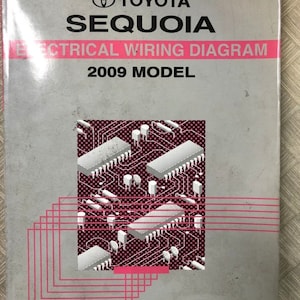 TOYOTA
SEQUOIA
ELECTRICAL WIRING DIAGRAM
2009 MODEL